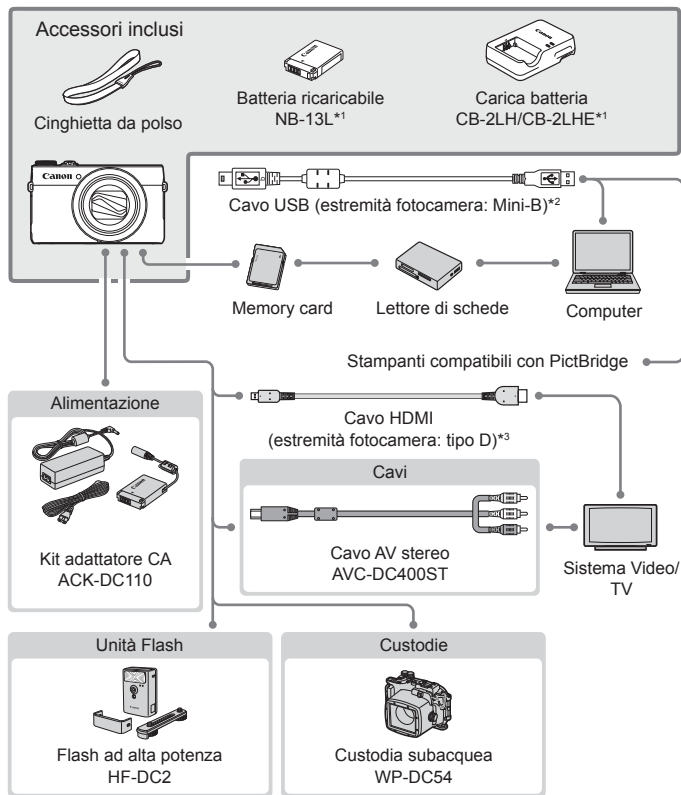 Accessori inclusi
Cinghietta da polso
Batteria ricaricabile
NB-13L*1
Carica batteria
CB-2LH/CB-2LHE*1
Canon
Cavo USB (estremità fotocamera: Mini-B)*2
Memory card
Lettore di schede
Computer
Stampanti compatibili con PictBridge
Alimentazione
Kit adattatore CA
ACK-DC110
Cavo HDMI
(estremità fotocamera: tipo D)*3
Cavi
Cavo AV stereo
AVC-DC400ST
Sistema Video/
TV
Unità Flash
Flash ad alta potenza
HF-DC2
Custodie
Custodia subacquea
WP-DC54